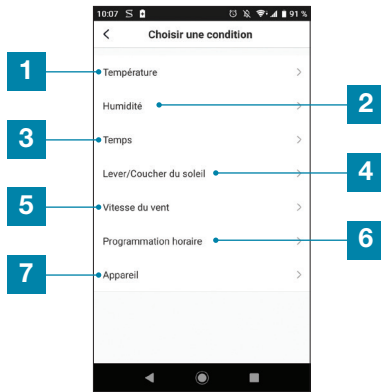 10:07 S 91 %
Choisir une condition
1 Température
Humidité 2
3 Temps
Lever/Coucher du soleil 4
5 Vitesse du vent
Programmation horaire 6
7 Appareil